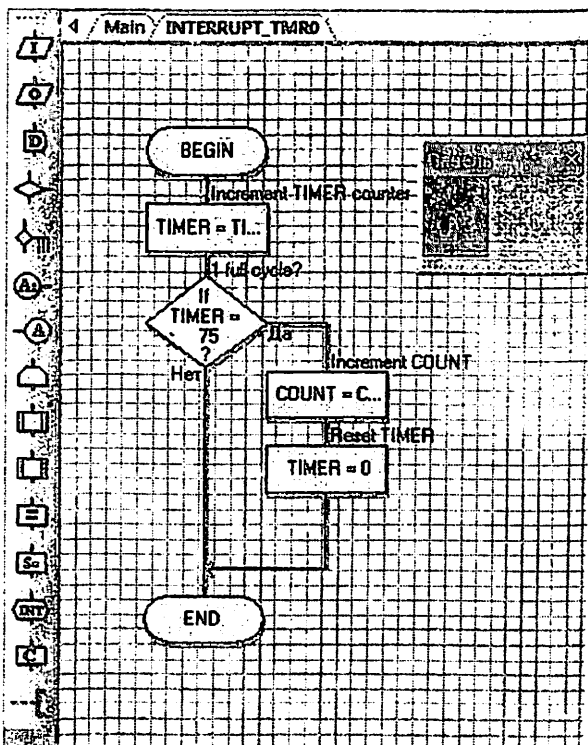 Main
INTERRUPT_TMR0
I
O
D
A:
A
=
INT
C
BEGIN
Increment TIMER counter
TIMER = TI...
1 full cycle?
If
TIMER =
75
?
Да
Нет
Increment COUNT
COUNT = C...
Reset TIMER
TIMER = 0
END